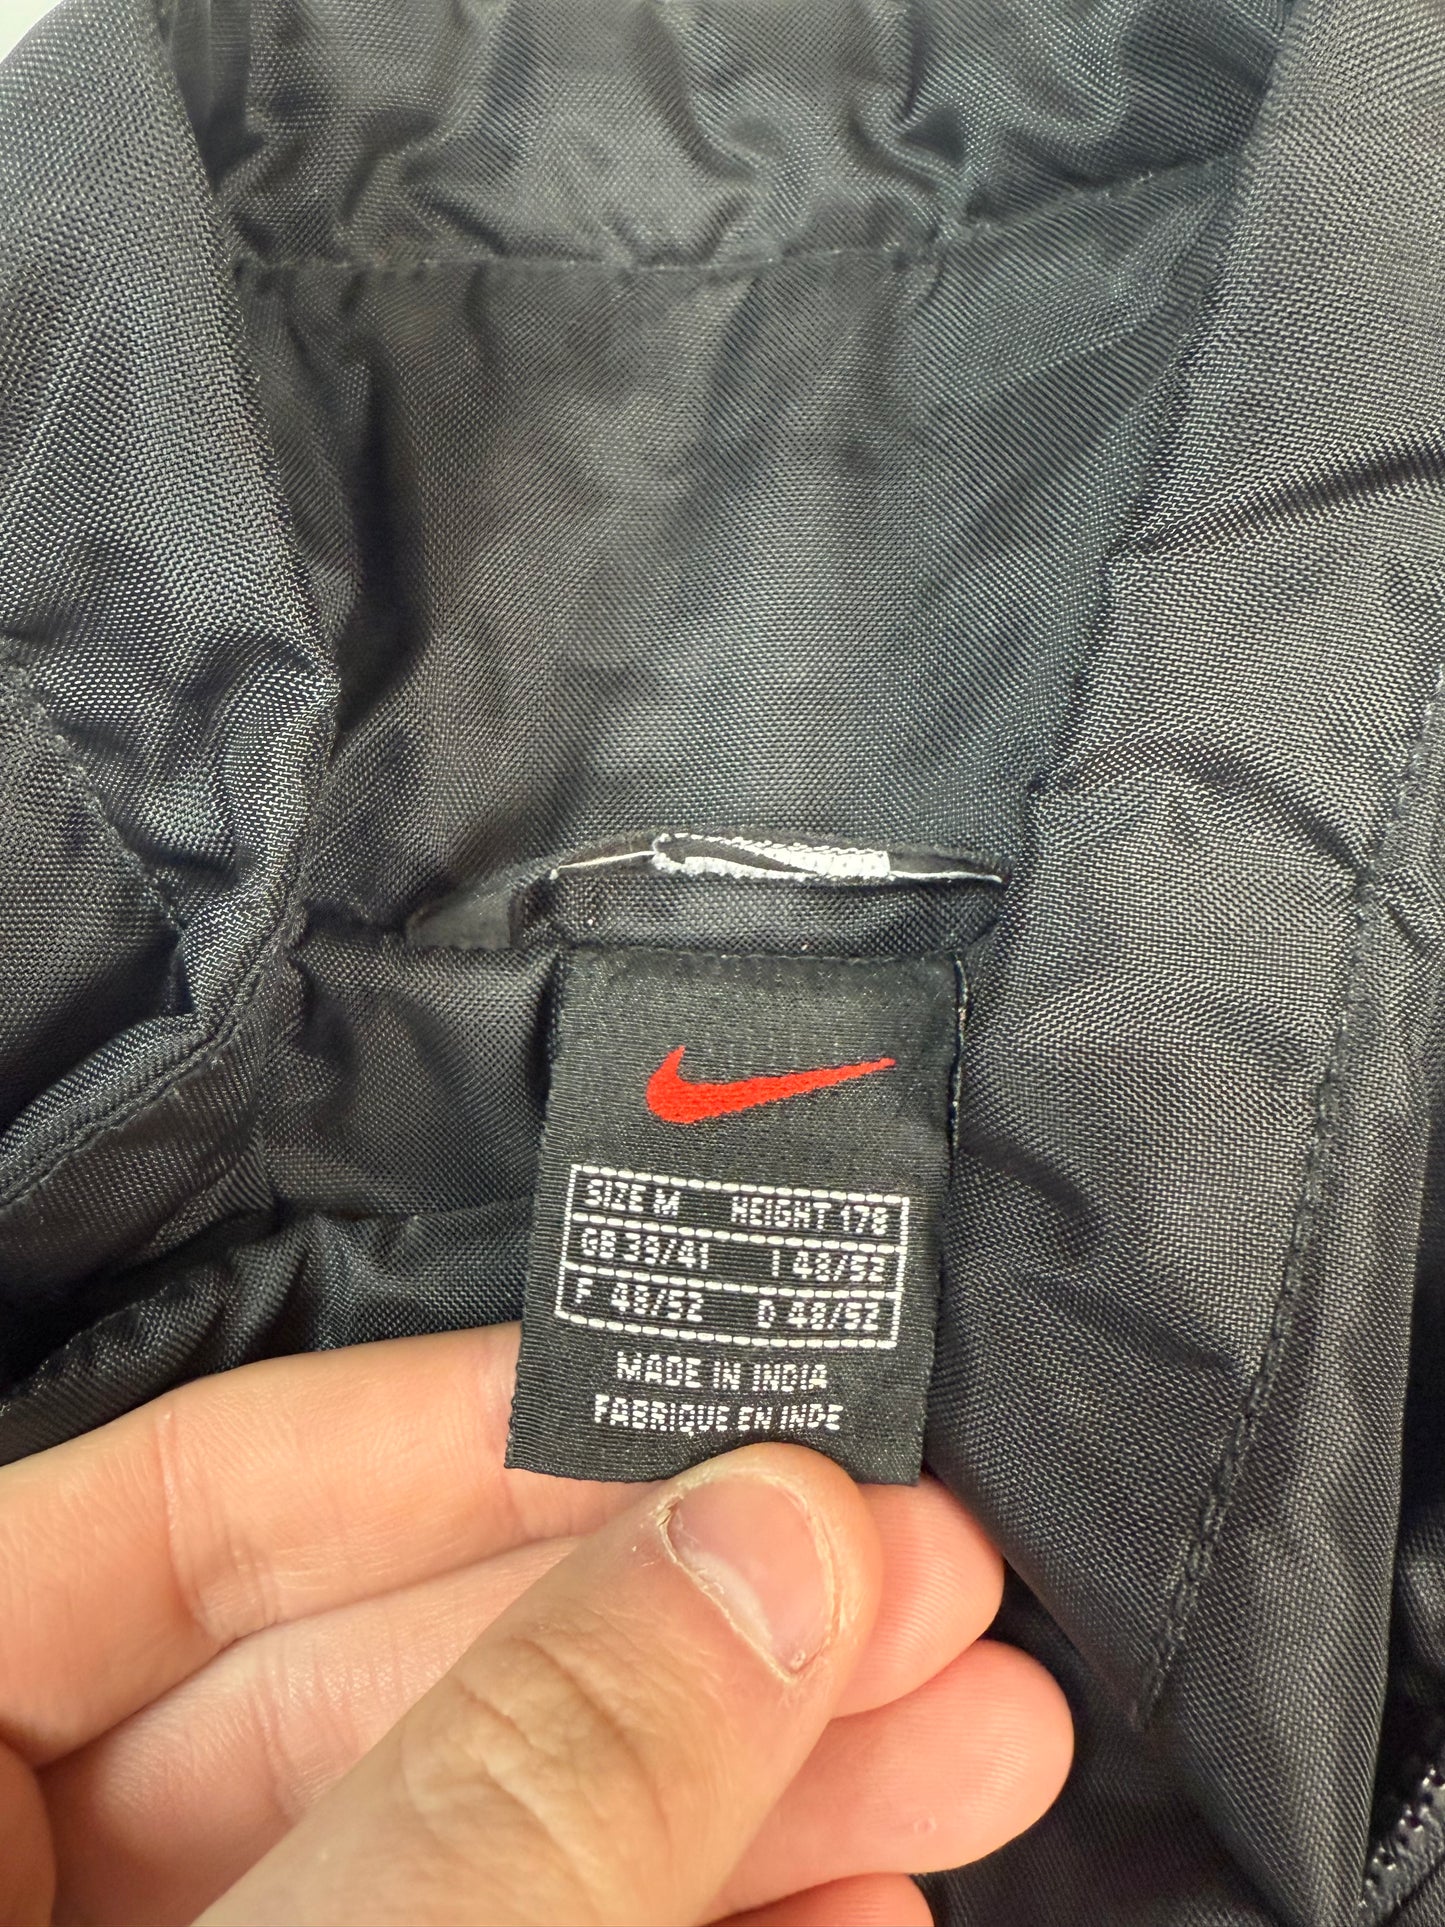 SIZE M HEIGHT 178
GB 39/41 I 48/52
F 48/52 D 48/52
MADE IN INDIA
FABRIQUE EN INDE